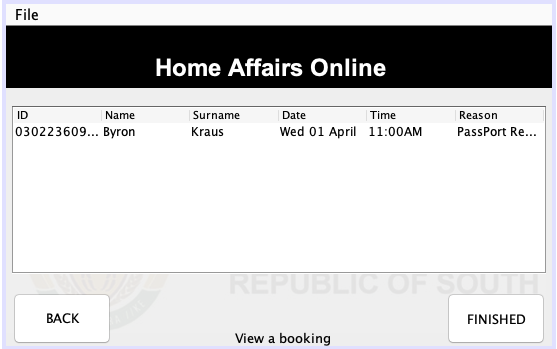 File
Home Affairs Online
ID Name Surname Date Time Reason
030223609... Byron Kraus Wed 01 April 11:00AM PassPort Re...
REPUBLIC OF SOUTH
BACK FINISHED
View a booking